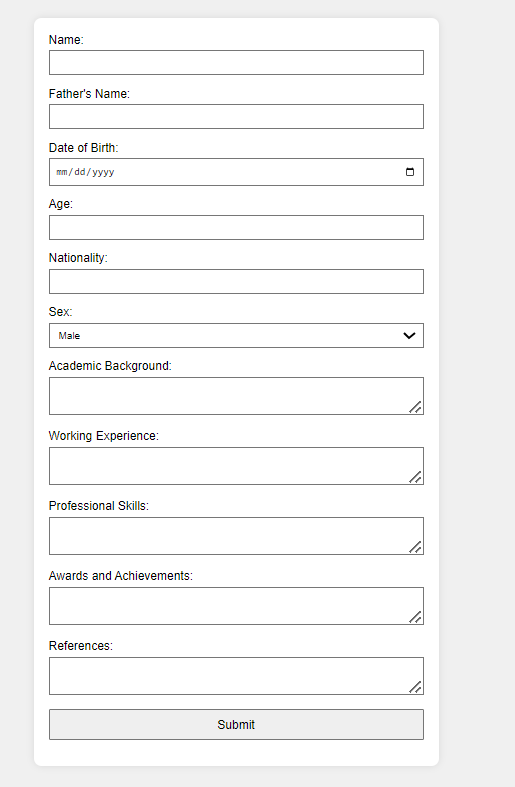 Name:
Father's Name:
Date of Birth:
mm/dd/yyyy
Age:
Nationality:
Sex:
Male
Academic Background:
Working Experience:
Professional Skills:
Awards and Achievements:
References:
Submit